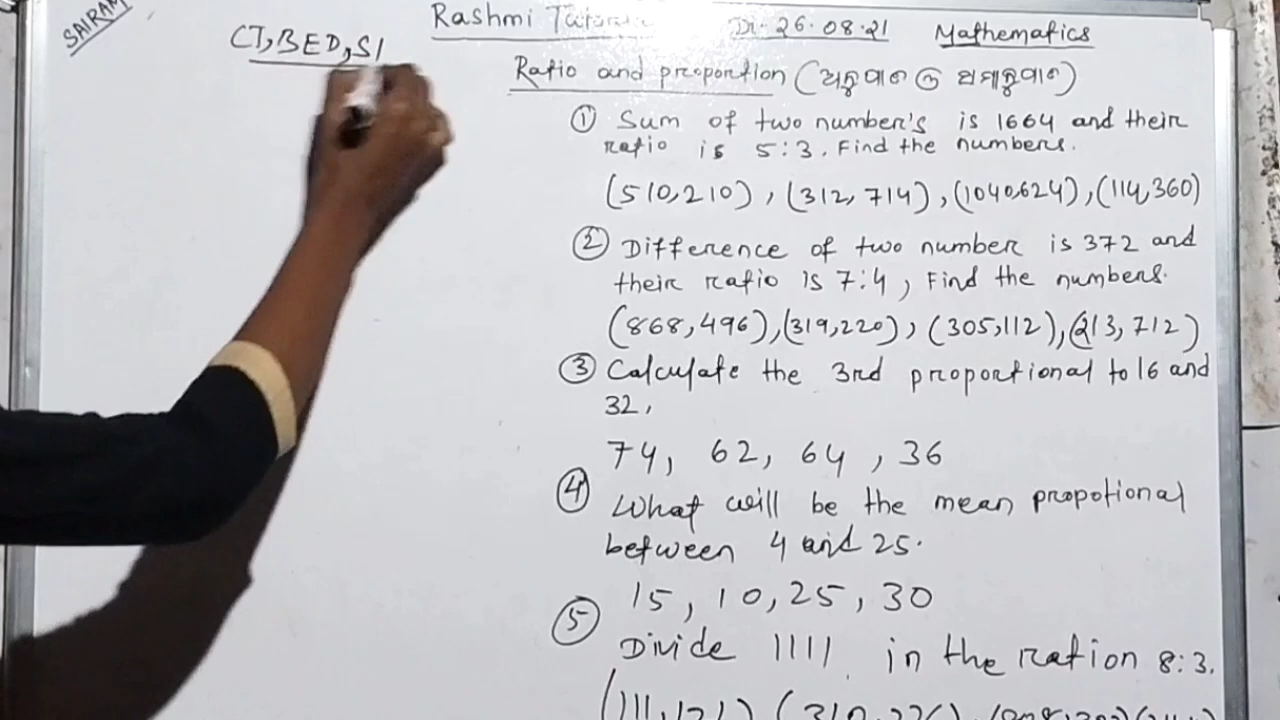 SAIRAM
CT, BED, SI
Rashmi
Dt. 26.08.21
Mathematics
Ratio and proportion (ଅନୁପାତ ଓ ସମାନୁପାତ)
① Sum of two number's is 1664 and their
ratio is 5:3. Find the numbers.
(510,210), (312, 714), (1040,624), (114,360)
② Difference of two number is 372 and
their ratio is 7:4, Find the numbers.
(868,496), (319,220), (305,112), (213, 712)
③ Calculate the 3rd proportional to 16 and
32,
74, 62, 64, 36
④ What will be the mean propotional
between 4 and 25.
15, 10, 25, 30
⑤ Divide 1111 in the ration 8:3.
(111,121)